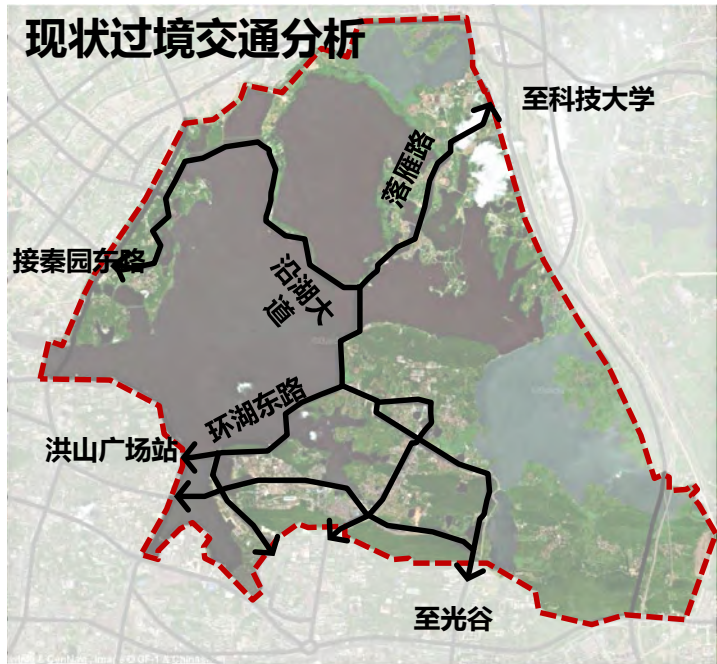 现状过境交通分析
至科技大学
落雁路
接秦园东路
沿湖大
道
环湖东路
洪山广场站
至光谷